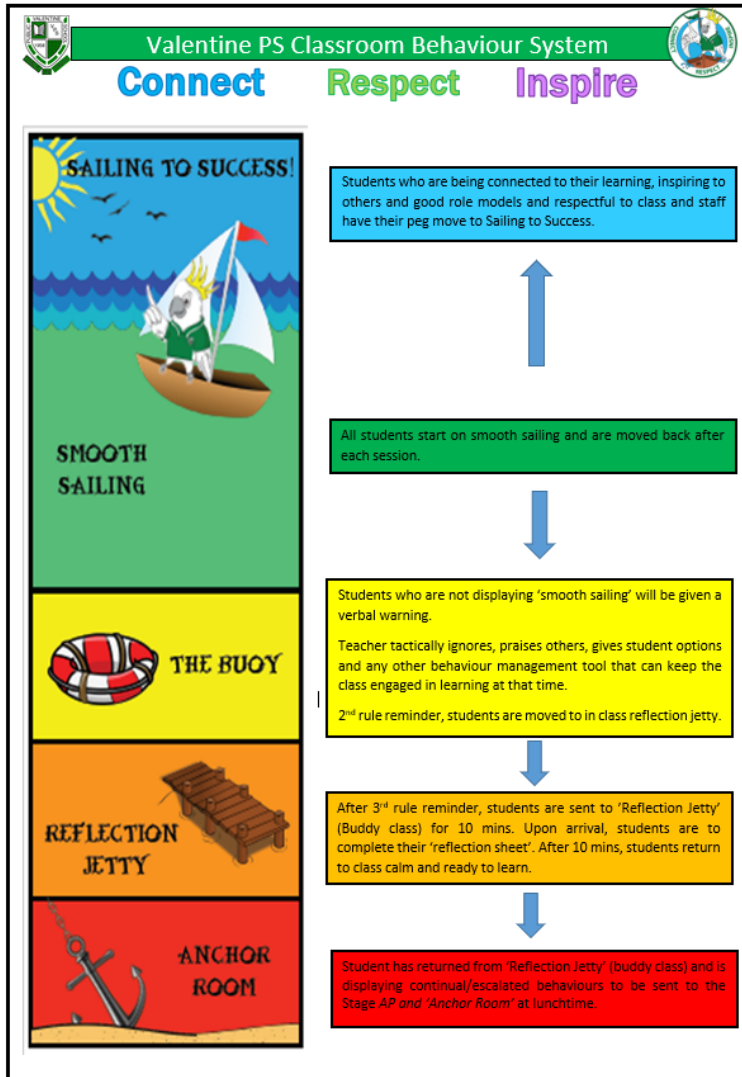 Valentine PS Classroom Behaviour System
Connect Respect Inspire
SAILING TO SUCCESS!
Students who are being connected to their learning, inspiring to
others and good role models and respectful to class and staff
have their peg move to Sailing to Success.
SMOOTH
SAILING
All students start on smooth sailing and are moved back after
each session.
THE BUOY
Students who are not displaying ‘smooth sailing’ will be given a
verbal warning.
Teacher tactically ignores, praises others, gives student options
and any other behaviour management tool that can keep the
class engaged in learning at that time.
2nd rule reminder, students are moved to in class reflection jetty.
REFLECTION
JETTY
After 3rd rule reminder, students are sent to ‘Reflection Jetty’
(Buddy class) for 10 mins. Upon arrival, students are to
complete their ‘reflection sheet’. After 10 mins, students return
to class calm and ready to learn.
ANCHOR
ROOM
Student has returned from ‘Reflection Jetty’ (buddy class) and is
displaying continual/escalated behaviours to be sent to the
Stage AP and ‘Anchor Room’ at lunchtime.